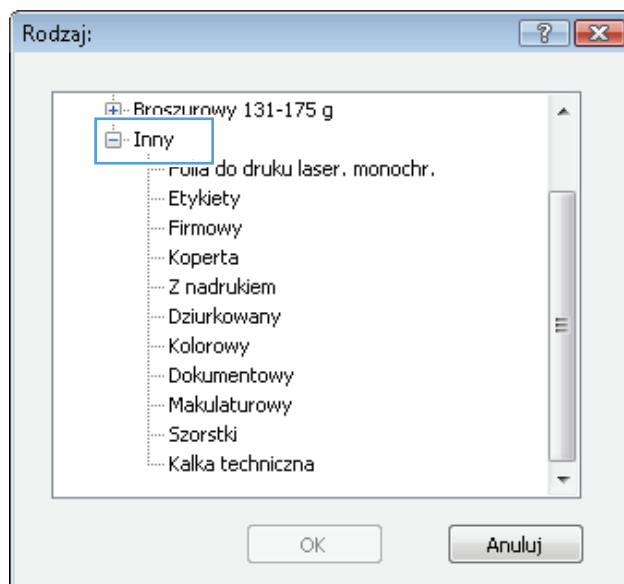 Rodzaj:
Broszurowy 131-175 g
Inny
Folia do druku laser. monochr.
Etykiety
Firmowy
Koperta
Z nadrukiem
Dziurkowany
Kolorowy
Dokumentowy
Makulaturowy
Szorstki
Kalka techniczna
OK
Anuluj